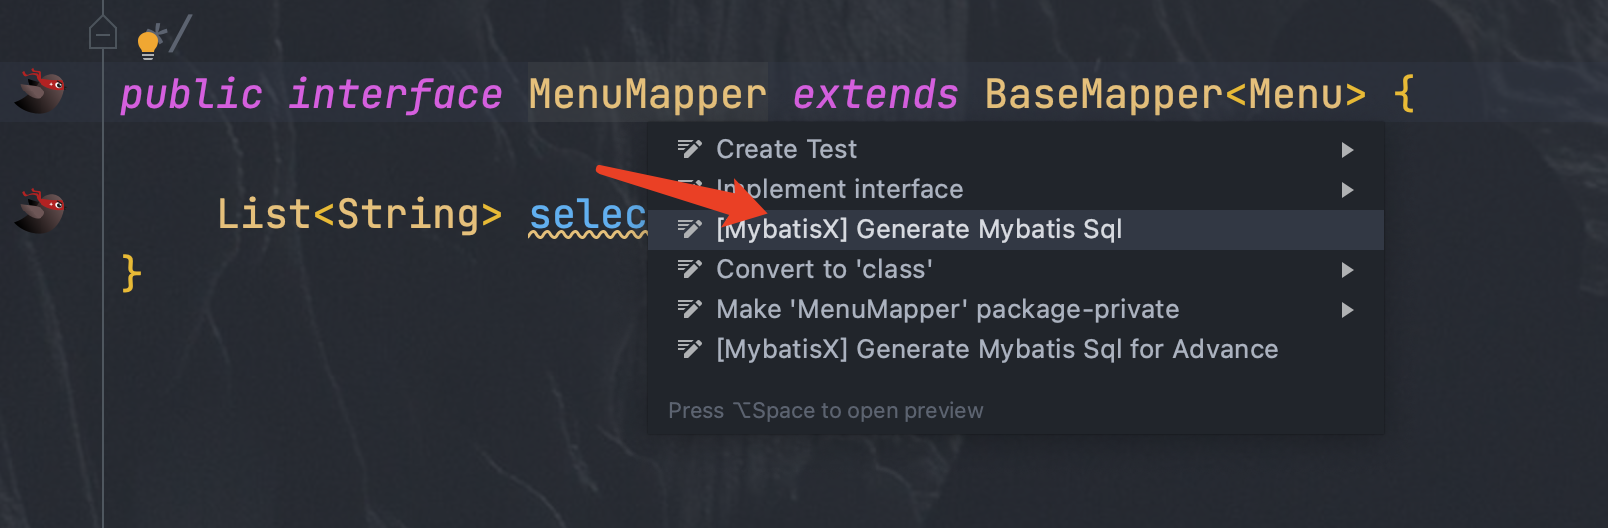 */
public interface MenuMapper extends BaseMapper<Menu> {
Create Test
Implement interface
List<String> selec
[MybatisX] Generate Mybatis Sql
Convert to 'class'
}
Make 'MenuMapper' package-private
[MybatisX] Generate Mybatis Sql for Advance
Press ⌥Space to open preview